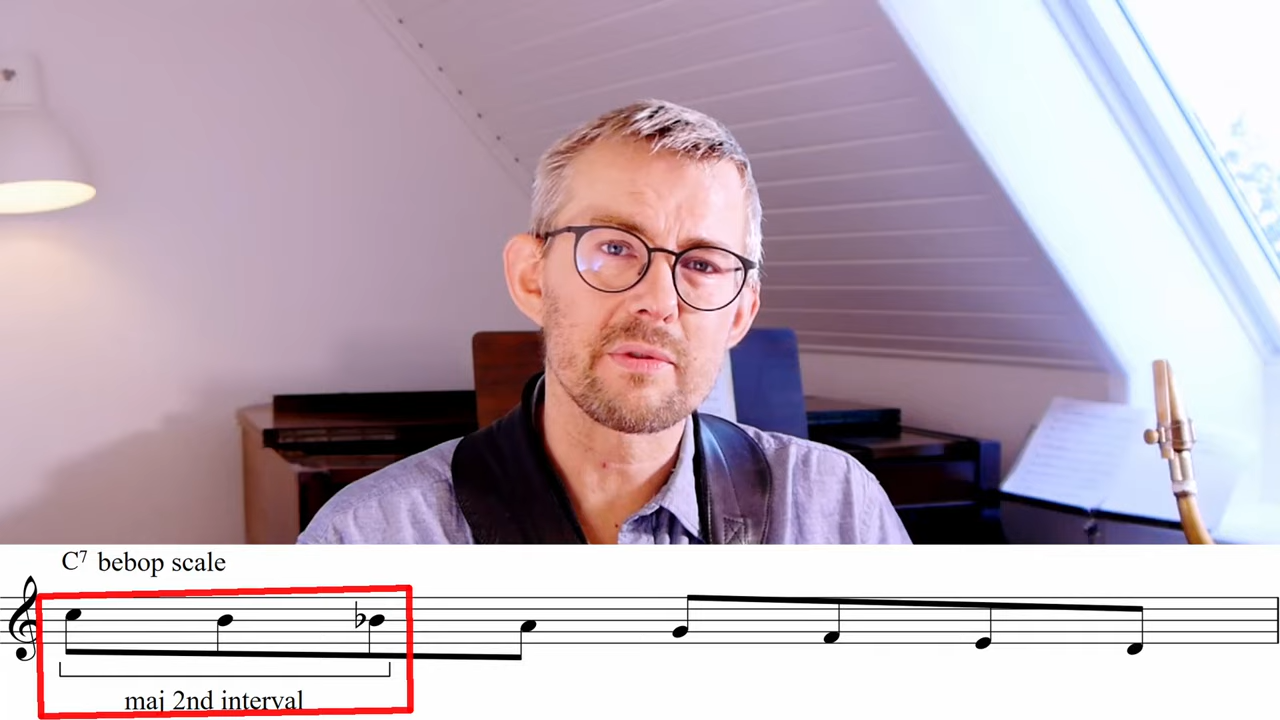 C⁷ bebop scale
maj 2nd interval